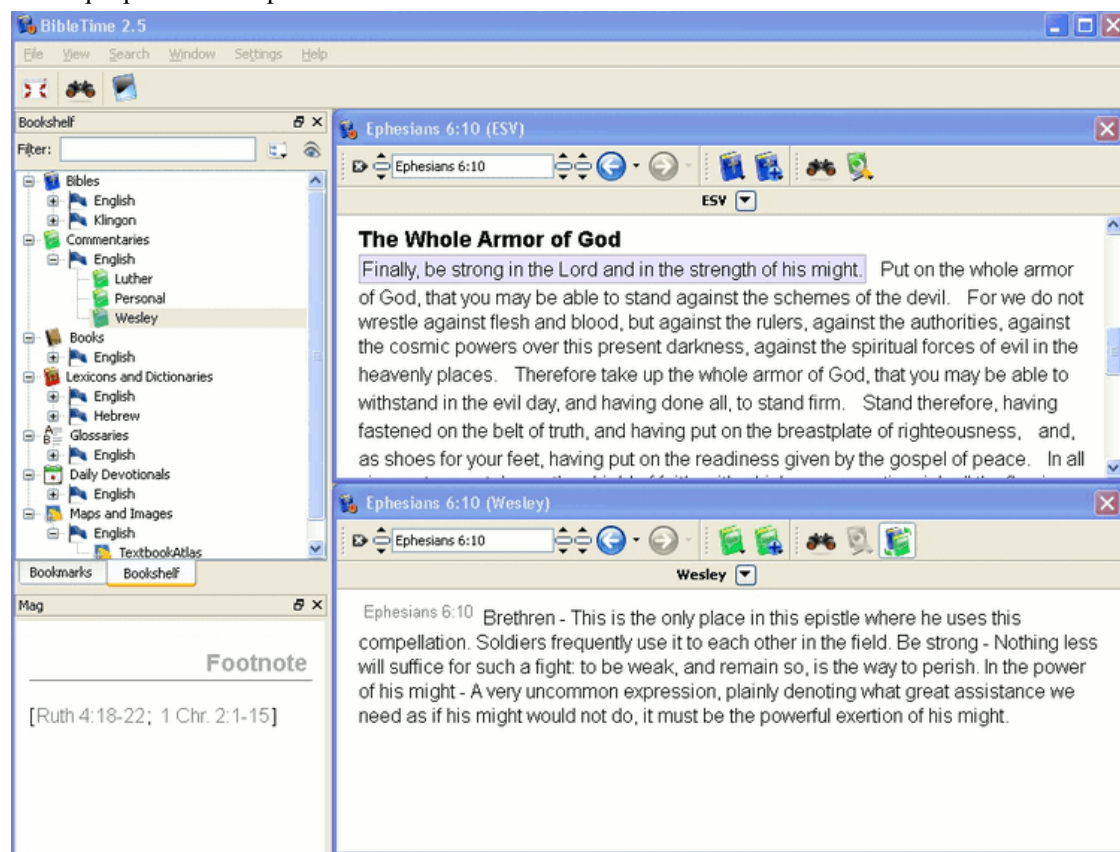 BibleTime 2.5
File View Search Window Settings Help
Bookshelf
Filter:
Bibles
English
Klingon
Commentaries
English
Luther
Personal
Wesley
Books
English
Lexicons and Dictionaries
English
Hebrew
Glossaries
English
Daily Devotionals
English
Maps and Images
English
TextbookAtlas
Bookmarks Bookshelf
Mag
Footnote
[Ruth 4:18-22; 1 Chr. 2:1-15]
Ephesians 6:10 (ESV)
Ephesians 6:10
ESV
The Whole Armor of God
Finally, be strong in the Lord and in the strength of his might. Put on the whole armor
of God, that you may be able to stand against the schemes of the devil. For we do not
wrestle against flesh and blood, but against the rulers, against the authorities, against
the cosmic powers over this present darkness, against the spiritual forces of evil in the
heavenly places. Therefore take up the whole armor of God, that you may be able to
withstand in the evil day, and having done all, to stand firm. Stand therefore, having
fastened on the belt of truth, and having put on the breastplate of righteousness, and,
as shoes for your feet, having put on the readiness given by the gospel of peace. In all
Ephesians 6:10 (Wesley)
Ephesians 6:10
Wesley
Ephesians 6:10 Brethren - This is the only place in this epistle where he uses this
compellation. Soldiers frequently use it to each other in the field. Be strong - Nothing less
will suffice for such a fight: to be weak, and remain so, is the way to perish. In the power
of his might - A very uncommon expression, plainly denoting what great assistance we
need as if his might would not do, it must be the powerful exertion of his might.